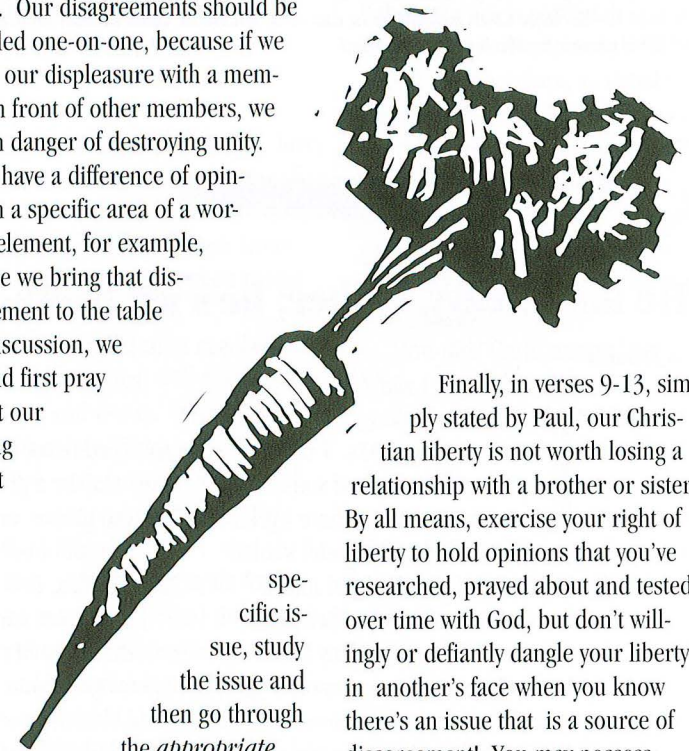 . Our disagreements should be
led one-on-one, because if we
our displeasure with a mem-
n front of other members, we
n danger of destroying unity.
have a difference of opin-
n a specific area of a wor-
element, for example,
e we bring that dis-
ement to the table
iscussion, we
ld first pray
t our
g
t
spe-
cific is-
sue, study
the issue and
then go through
the appropriate
Finally, in verses 9-13, sim
ply stated by Paul, our Chris-
tian liberty is not worth losing a
relationship with a brother or sister
By all means, exercise your right of
liberty to hold opinions that you've
researched, prayed about and tested
over time with God, but don't will-
ingly or defiantly dangle your liberty
in another's face when you know
there's an issue that is a source of